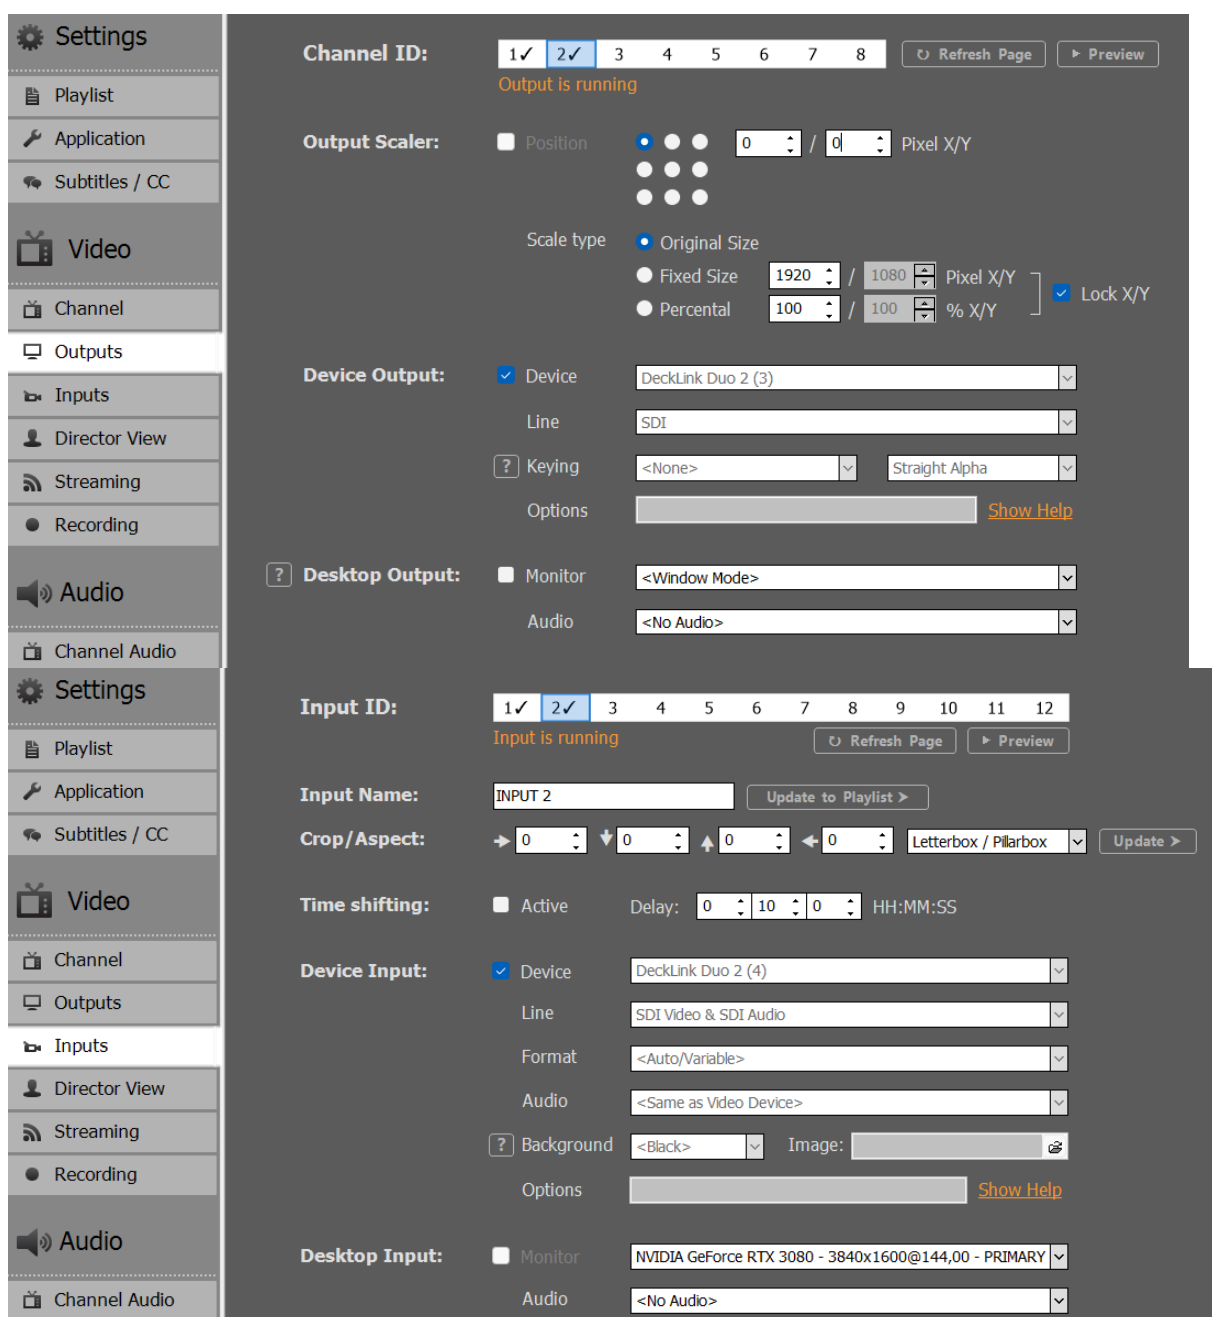 Settings
Playlist
Application
Subtitles / CC
Video
Channel
Outputs
Inputs
Director View
Streaming
Recording
Audio
Channel Audio
Channel ID: 1✓ 2✓ 3 4 5 6 7 8 Refresh Page Preview
Output is running
Output Scaler: Position 0 / 0 Pixel X/Y
Scale type Original Size
Fixed Size 1920 / 1080 Pixel X/Y
Lock X/Y
Percental 100 / 100 % X/Y
Device Output: Device DeckLink Duo 2 (3)
Line SDI
? Keying <None> Straight Alpha
Options Show Help
? Desktop Output: Monitor <Window Mode>
Audio <No Audio>
Settings
Playlist
Application
Subtitles / CC
Video
Channel
Outputs
Inputs
Director View
Streaming
Recording
Audio
Channel Audio
Input ID: 1✓ 2✓ 3 4 5 6 7 8 9 10 11 12
Input is running Refresh Page Preview
Input Name: INPUT 2 Update to Playlist >
Crop/Aspect: 0 0 0 0 Letterbox / Pillarbox Update >
Time shifting: Active Delay: 0 10 0 HH:MM:SS
Device Input: Device DeckLink Duo 2 (4)
Line SDI Video & SDI Audio
Format <Auto/Variable>
Audio <Same as Video Device>
? Background <Black> Image:
Options Show Help
Desktop Input: Monitor NVIDIA GeForce RTX 3080 - 3840x1600@144,00 - PRIMARY
Audio <No Audio>